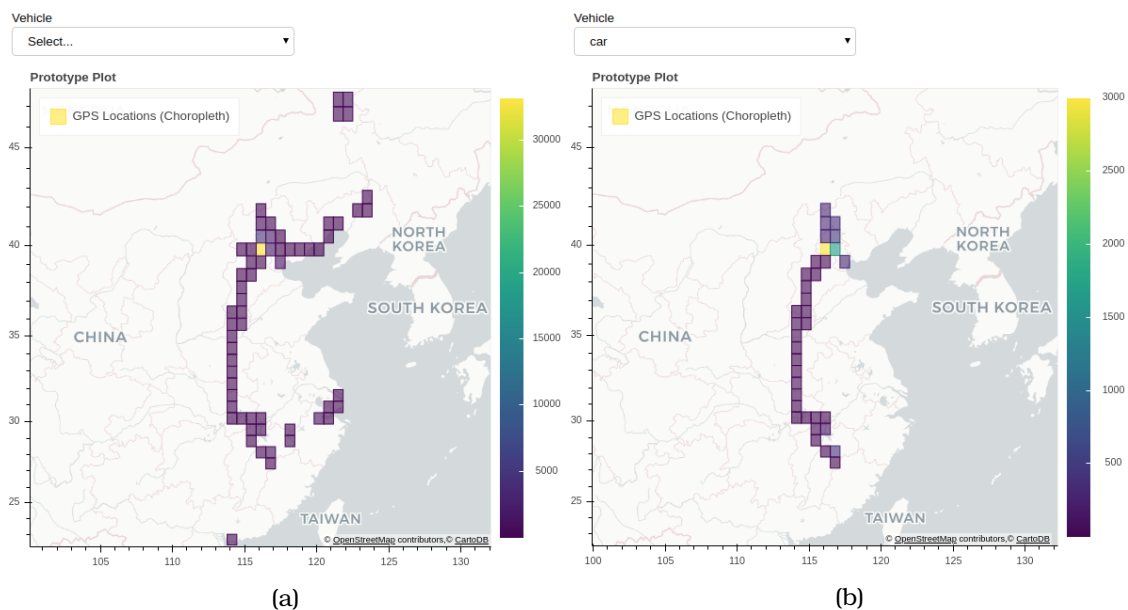 Vehicle
Select...
Prototype Plot
GPS Locations (Choropleth)
45
40
35
30
25
105
110
115
120
125
130
30000
25000
20000
15000
10000
5000
NORTH
KOREA
SOUTH KOREA
CHINA
TAIWAN
© OpenStreetMap contributors,© CartoDB
(a)
Vehicle
car
Prototype Plot
GPS Locations (Choropleth)
45
40
35
30
25
100
105
110
115
120
125
130
3000
2500
2000
1500
1000
500
NORTH
KOREA
SOUTH KOREA
CHINA
TAIWAN
© OpenStreetMap contributors,© CartoDB
(b)